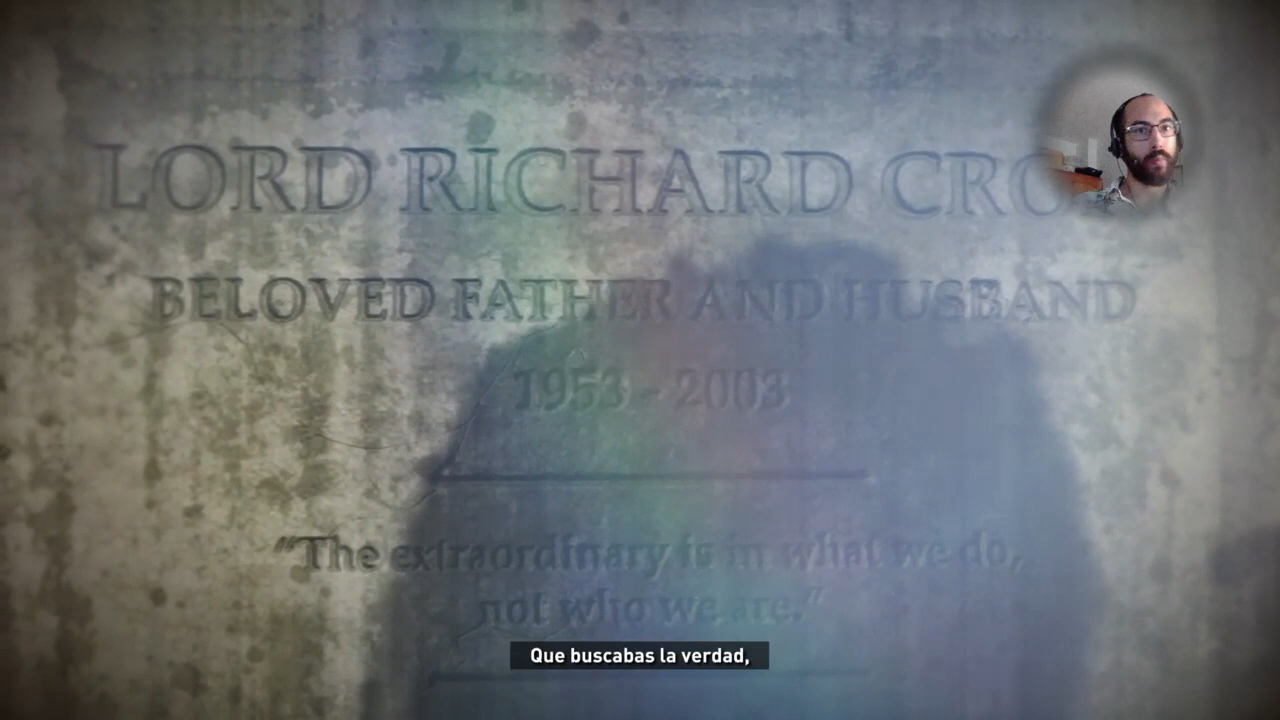 LORD RICHARD CRO
BELOVED FATHER AND HUSBAND
1953 - 2003
"The extraordinary is in what we do,
not who we are."
Que buscabas la verdad,